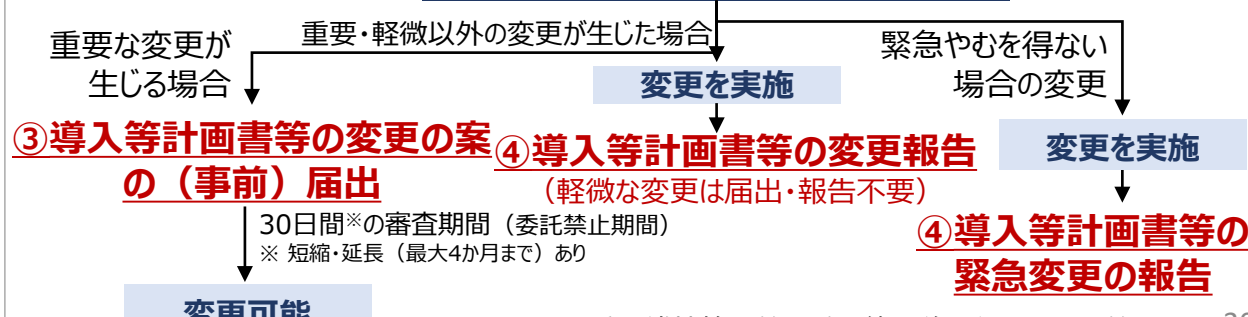 重要な変更が
生じる場合
重要・軽微以外の変更が生じた場合
緊急やむを得ない
場合の変更
変更を実施
③導入等計画書等の変更の案
の（事前）届出
④導入等計画書等の変更報告
（軽微な変更は届出・報告不要）
変更を実施
30日間※の審査期間（委託禁止期間）
※ 短縮・延長（最大4か月まで）あり
④導入等計画書等の
緊急変更の報告
変更可能